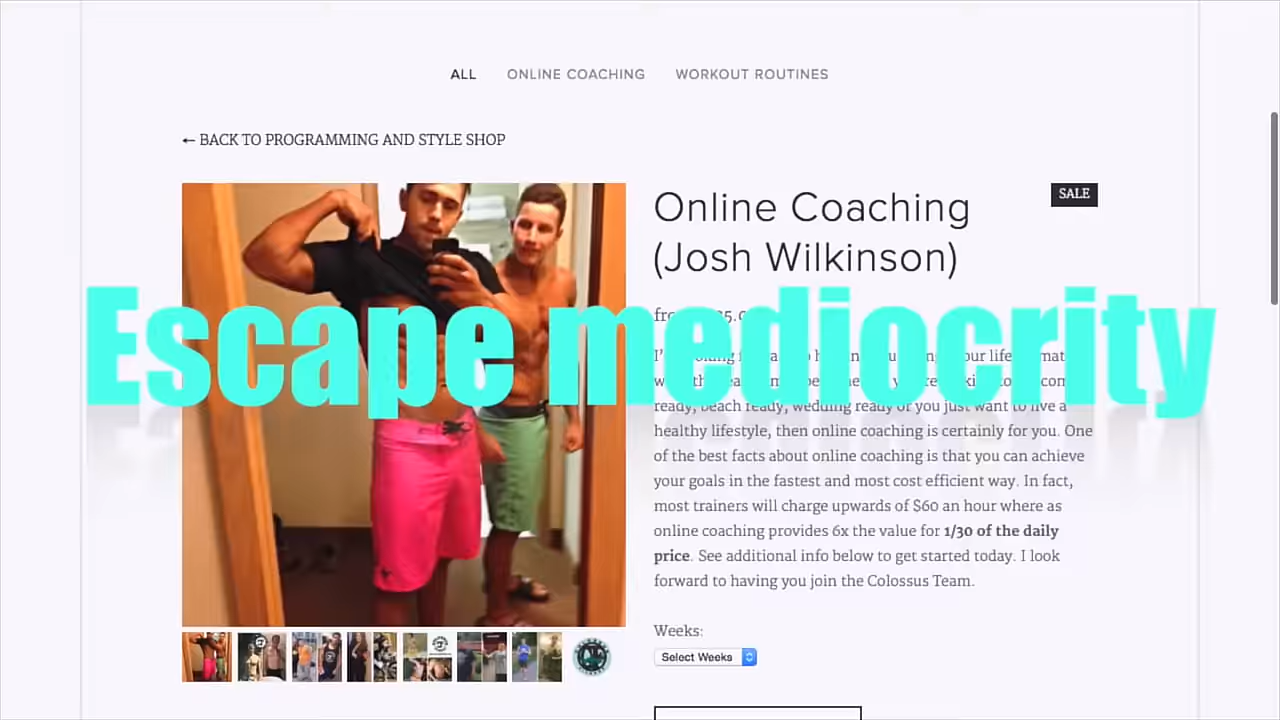 ALL ONLINE COACHING WORKOUT ROUTINES
← BACK TO PROGRAMMING AND STYLE SHOP
Online Coaching
SALE
(Josh Wilkinson)
Escape mediocrity
ready, beach ready, wedding ready or you just want to live a
healthy lifestyle, then online coaching is certainly for you. One
of the best facts about online coaching is that you can achieve
your goals in the fastest and most cost efficient way. In fact,
most trainers will charge upwards of $60 an hour where as
online coaching provides 6x the value for 1/30 of the daily
price. See additional info below to get started today. I look
forward to having you join the Colossus Team.
Weeks:
Select Weeks